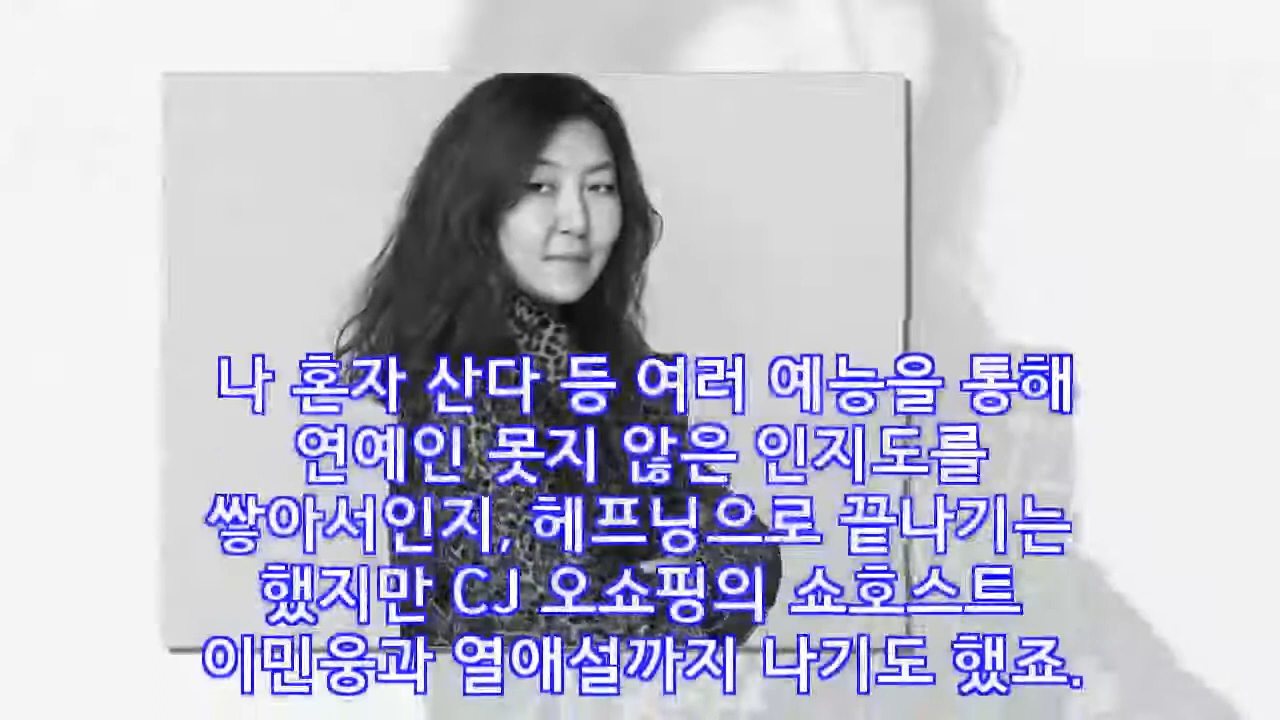 나 혼자 산다 등 여러 예능을 통해
연예인 못지 않은 인지도를
쌓아서인지, 헤프닝으로 끝나기는
했지만 CJ 오쇼핑의 쇼호스트
이민웅과 열애설까지 나기도 했죠.